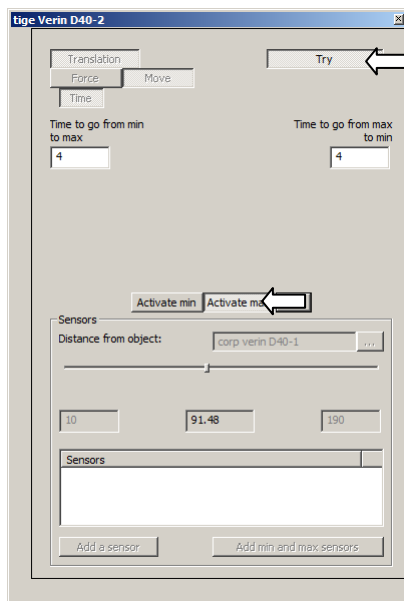 tige Verin D40-2
Translation
Try
Force
Move
Time
Time to go from min
to max
Time to go from max
to min
4
4
Activate min
Activate
Sensors
Distance from object:
corp verin D40-1
...
10
91.48
190
Sensors
Add a sensor
Add min and max sensors